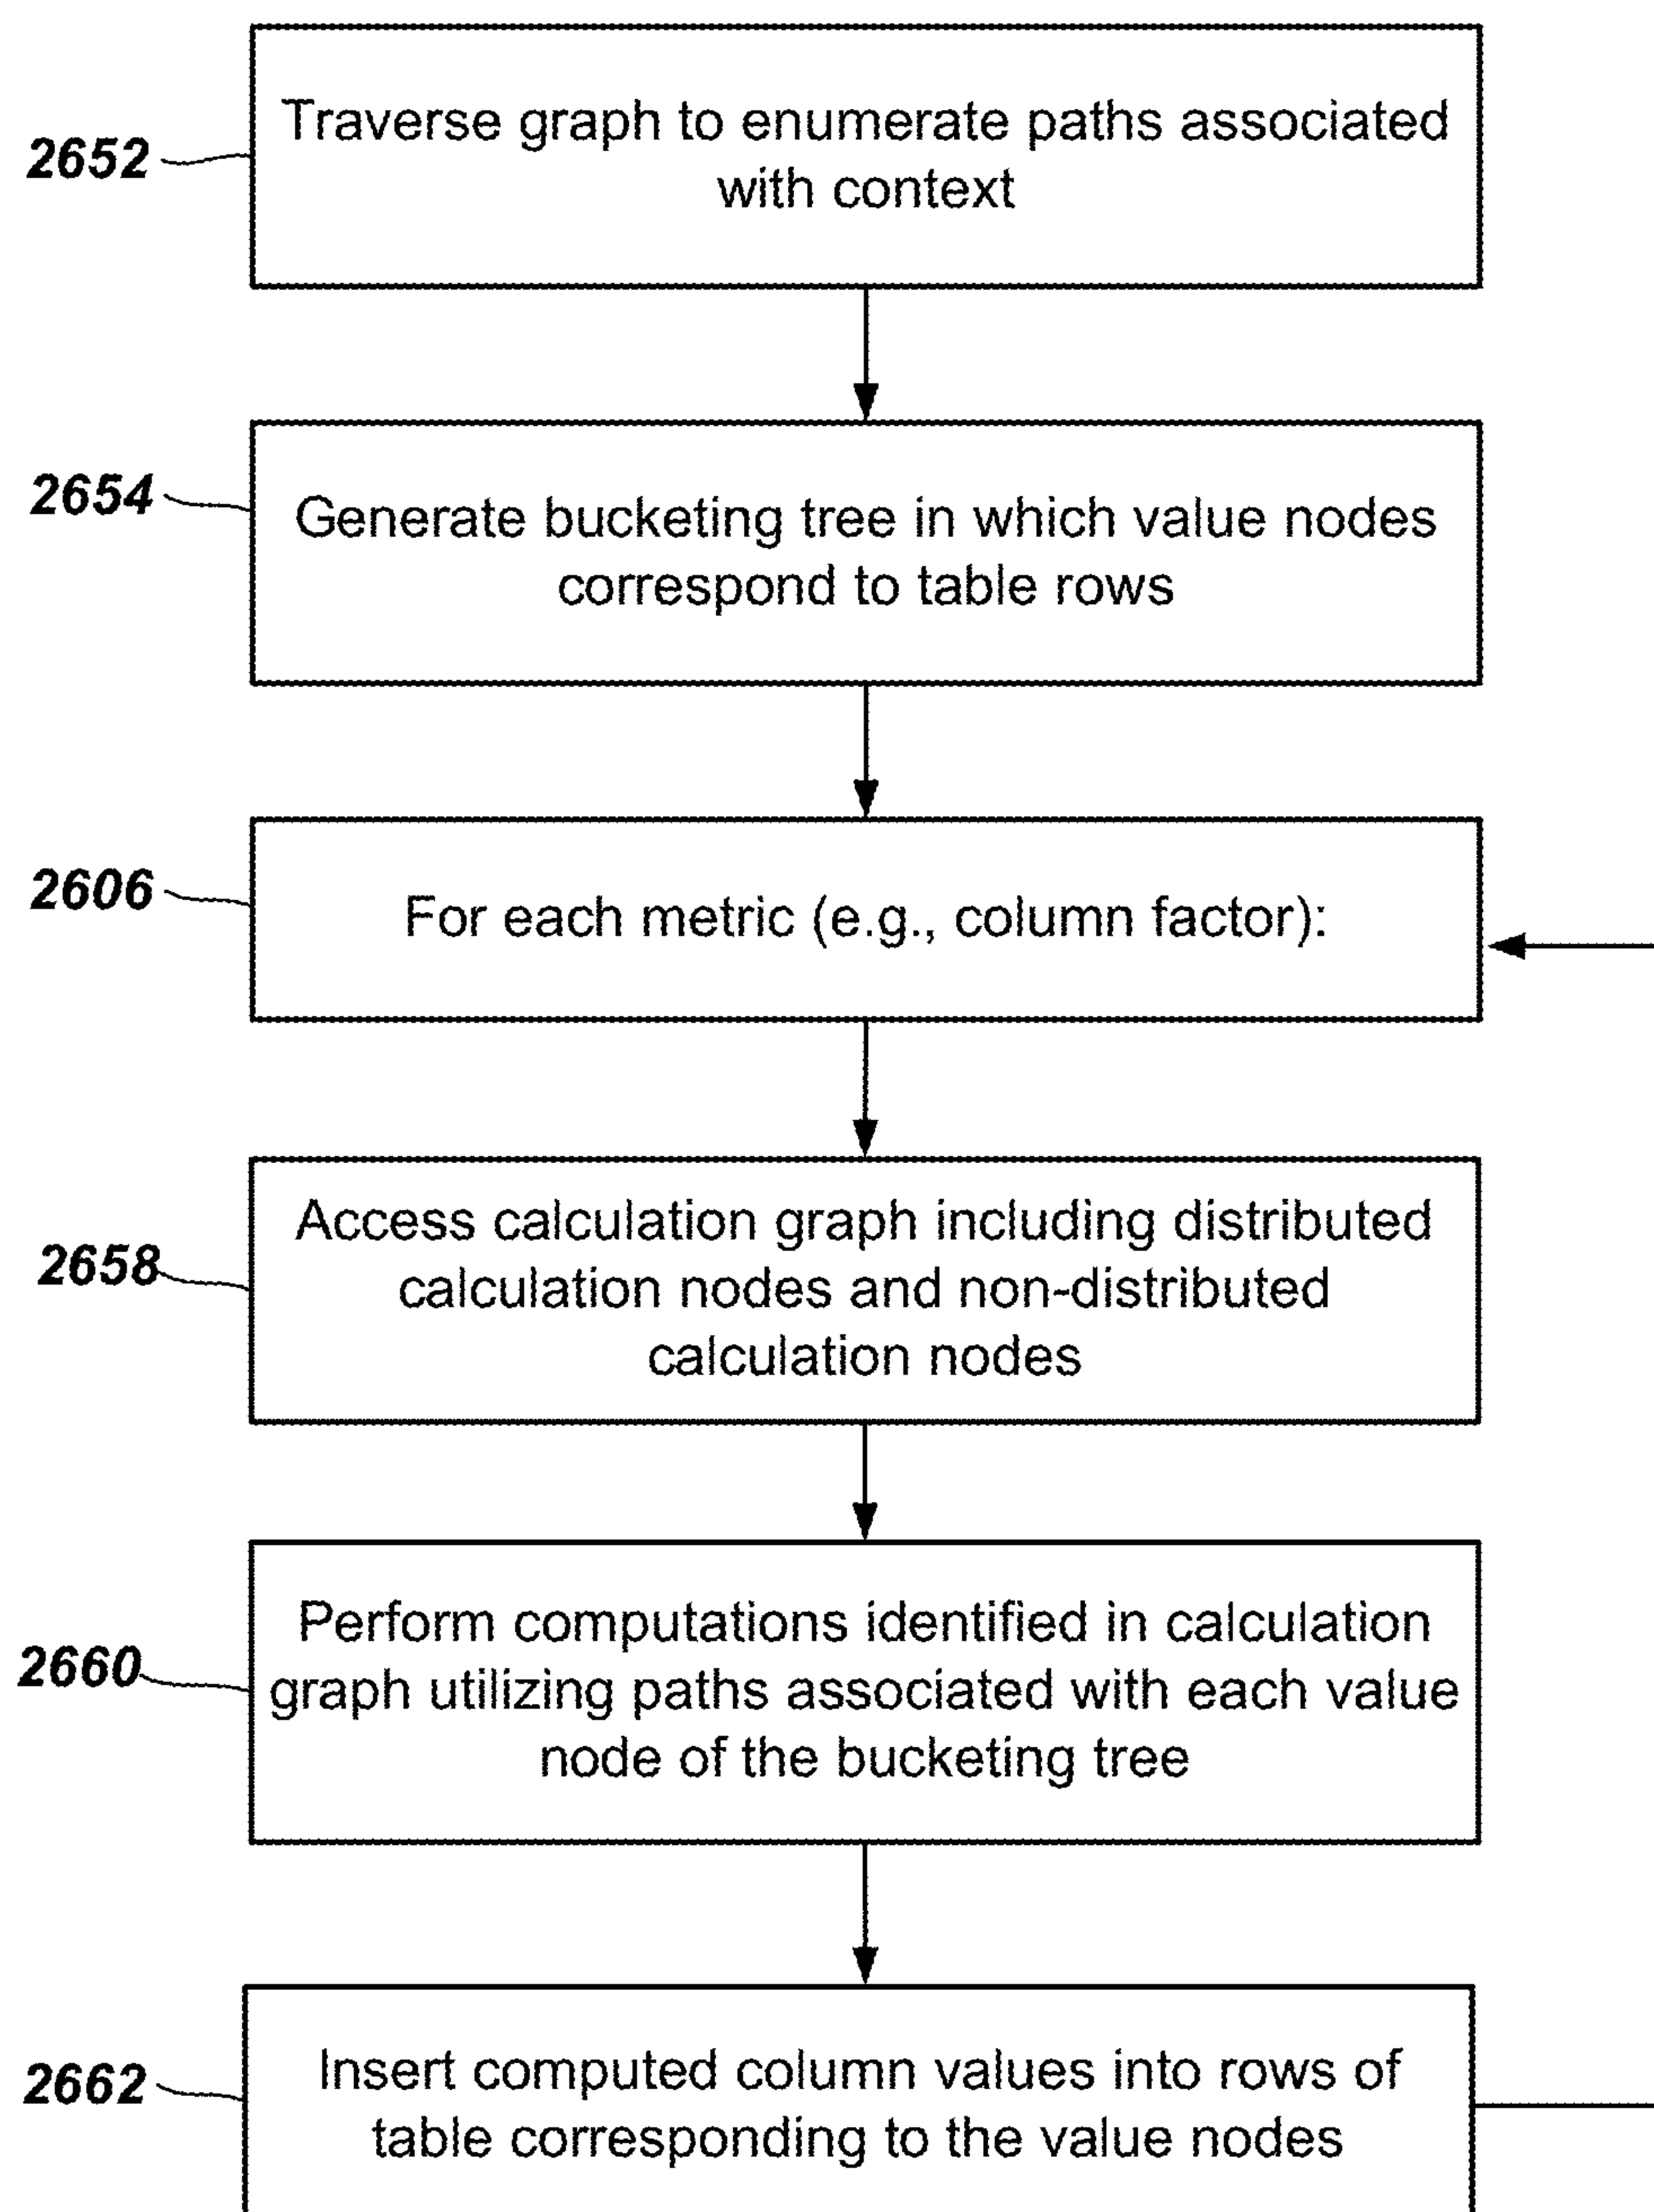 2652
Traverse graph to enumerate paths associated
with context
2654
Generate bucketing tree in which value nodes
correspond to table rows
2606
For each metric (e.g., column factor):
2658
Access calculation graph including distributed
calculation nodes and non-distributed
calculation nodes
2660
Perform computations identified in calculation
graph utilizing paths associated with each value
node of the bucketing tree
2662
Insert computed column values into rows of
table corresponding to the value nodes